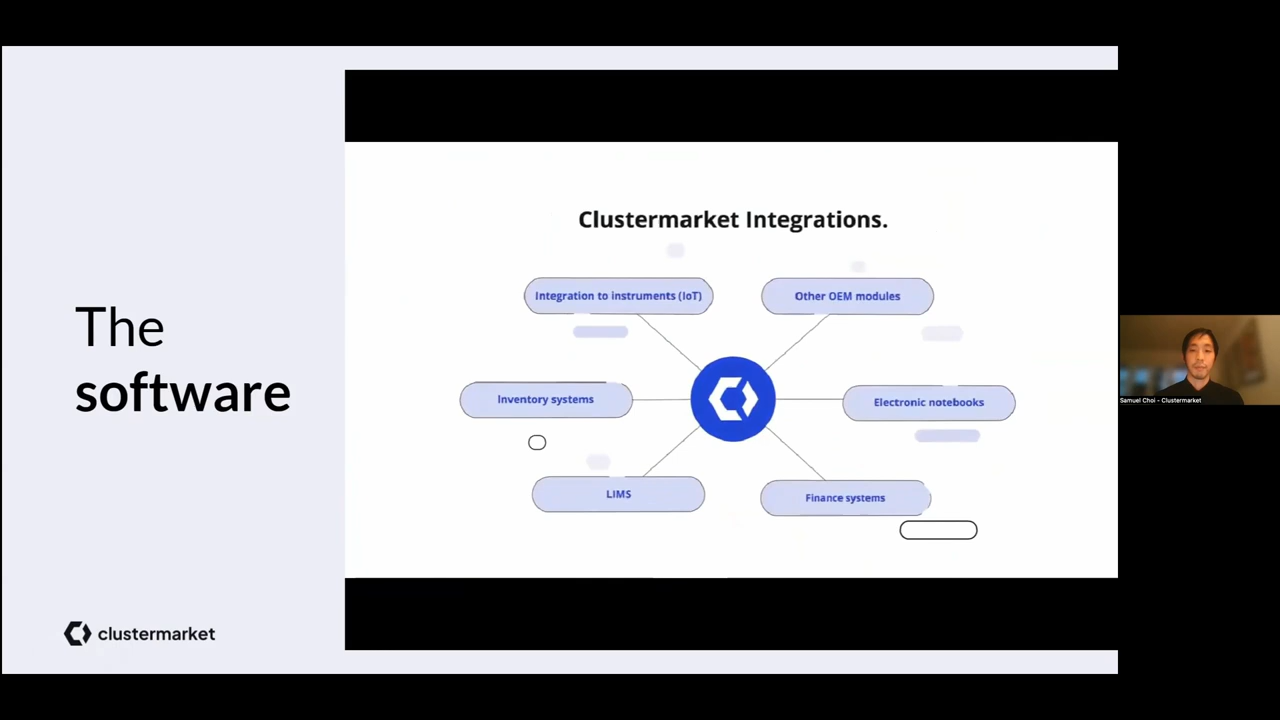 The
software
Clustermarket Integrations.
Integration to instruments (IoT)
Other OEM modules
Inventory systems
Electronic notebooks
LIMS
Finance systems
clustermarket
Samuel Choi - Clustermarket